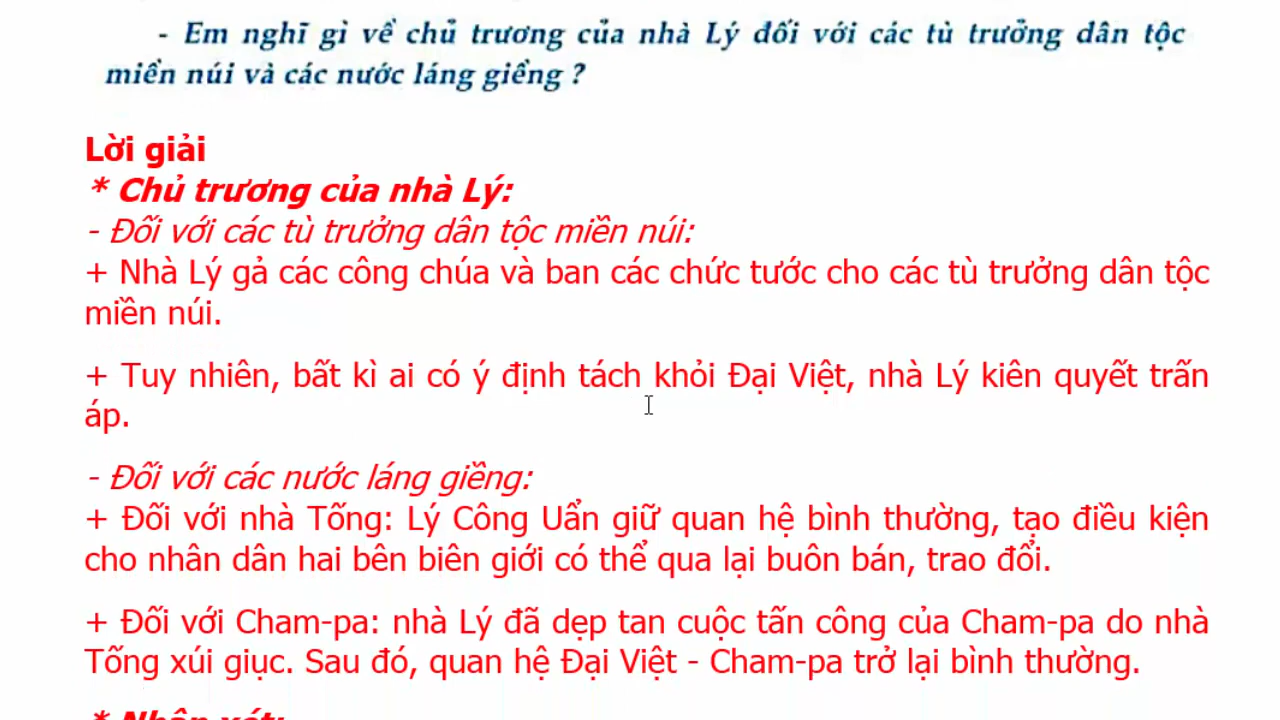 - Em nghĩ gì về chủ trương của nhà Lý đối với các tù trưởng dân tộc
miền núi và các nước láng giềng ?
Lời giải
* Chủ trương của nhà Lý:
- Đối với các tù trưởng dân tộc miền núi:
+ Nhà Lý gả các công chúa và ban các chức tước cho các tù trưởng dân tộc
miền núi.
+ Tuy nhiên, bất kì ai có ý định tách khỏi Đại Việt, nhà Lý kiên quyết trấn
áp.
- Đối với các nước láng giềng:
+ Đối với nhà Tống: Lý Công Uẩn giữ quan hệ bình thường, tạo điều kiện
cho nhân dân hai bên biên giới có thể qua lại buôn bán, trao đổi.
+ Đối với Cham-pa: nhà Lý đã dẹp tan cuộc tấn công của Cham-pa do nhà
Tống xúi giục. Sau đó, quan hệ Đại Việt - Cham-pa trở lại bình thường.
* Nhận xét: